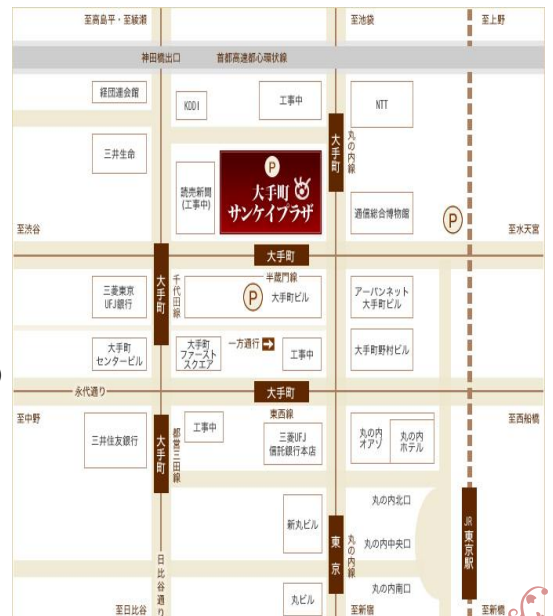 至高島平・至綾瀬
至池袋
至上野
神田橋出口
首都高速都心環状線
経団連会館
KDDI
工事中
NTT
大手町
丸の内線
三井生命
読売新聞
(工事中)
P
大手町
サンケイプラザ
逓信総合博物館
P
至渋谷
至水天宮
大手町
半蔵門線
大手町
千代田線
三菱東京
UFJ銀行
P
大手町ビル
アーバンネット
大手町ビル
大手町
センタービル
大手町
ファースト
スクエア
一方通行
工事中
大手町野村ビル
永代通り
大手町
至中野
東西線
至西船橋
三井住友銀行
大手町
都営三田線
工事中
三菱UFJ
信託銀行本店
丸の内
オアゾ
丸の内
ホテル
新丸ビル
東京
丸の内線
丸の内北口
丸の内中央口
丸の内南口
JR
東京駅
日比谷通り
丸ビル
至日比谷
至新宿
至新橋